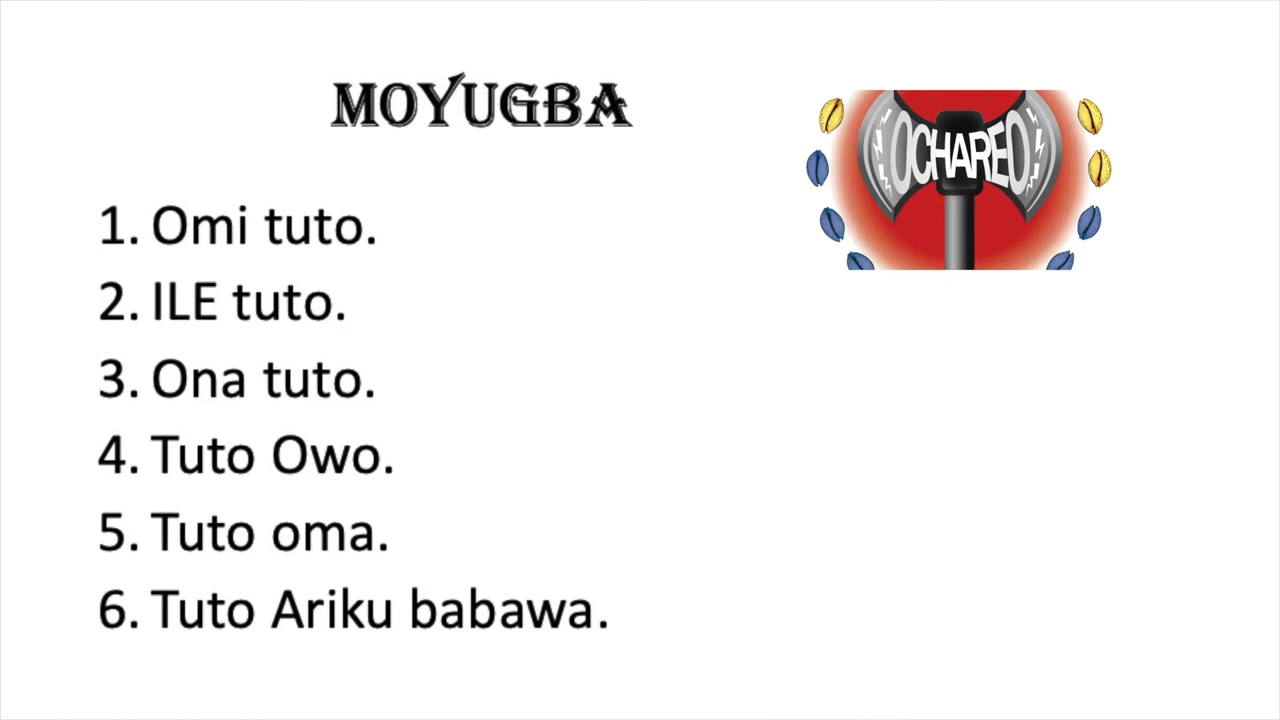 MOYUGBA
OCHAREO
1. Omi tuto.
2. ILE tuto.
3. Ona tuto.
4. Tuto Owo.
5. Tuto oma.
6. Tuto Ariku babawa.